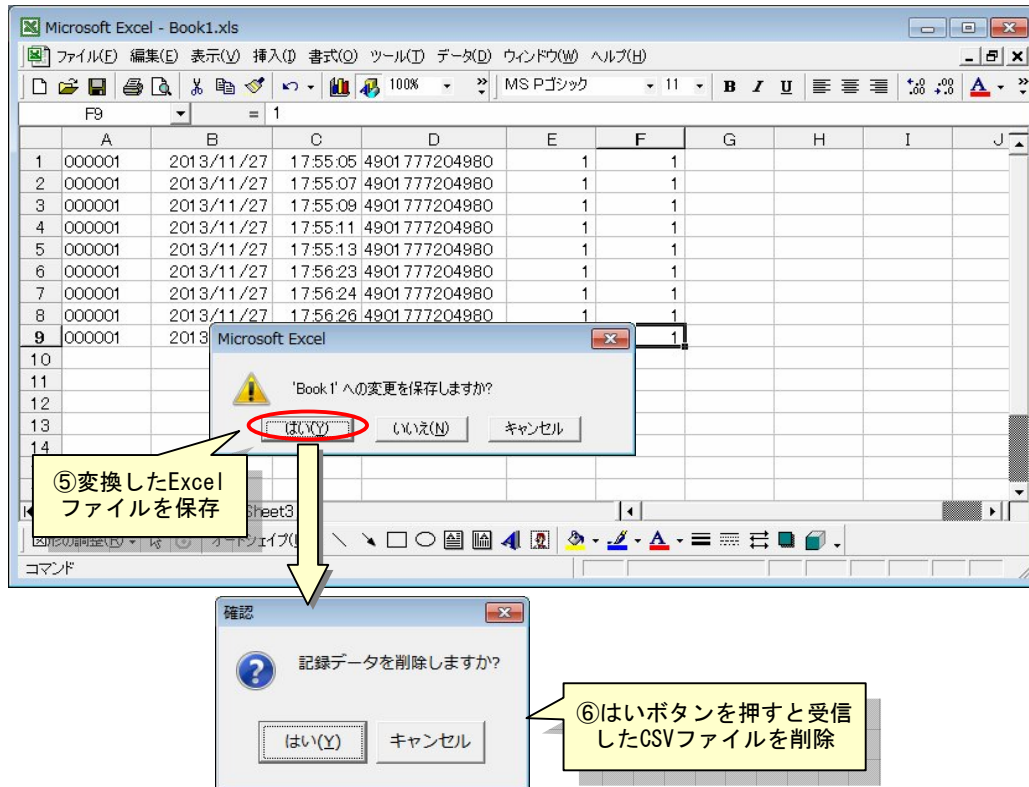 Microsoft Excel - Book1.xls
ファイル(F) 編集(E) 表示(V) 挿入(I) 書式(O) ツール(T) データ(D) ウィンドウ(W) ヘルプ(H)
100% MS Pゴシック 11 B I U
F9 = 1
A B C D E F G H I J
1 000001 2013/11/27 17:55:05 4901777204980 1 1
2 000001 2013/11/27 17:55:07 4901777204980 1 1
3 000001 2013/11/27 17:55:09 4901777204980 1 1
4 000001 2013/11/27 17:55:11 4901777204980 1 1
5 000001 2013/11/27 17:55:13 4901777204980 1 1
6 000001 2013/11/27 17:56:23 4901777204980 1 1
7 000001 2013/11/27 17:56:24 4901777204980 1 1
8 000001 2013/11/27 17:56:26 4901777204980 1 1
9 000001 2013 1
10
11
12
13
14
Microsoft Excel
'Book1' への変更を保存しますか?
はい(Y) いいえ(N) キャンセル
⑤変換したExcel
ファイルを保存
Sheet3
図形の調整(R) オートシェイプ(U)
コマンド
確認
記録データを削除しますか?
はい(Y) キャンセル
⑥はいボタンを押すと受信
したCSVファイルを削除